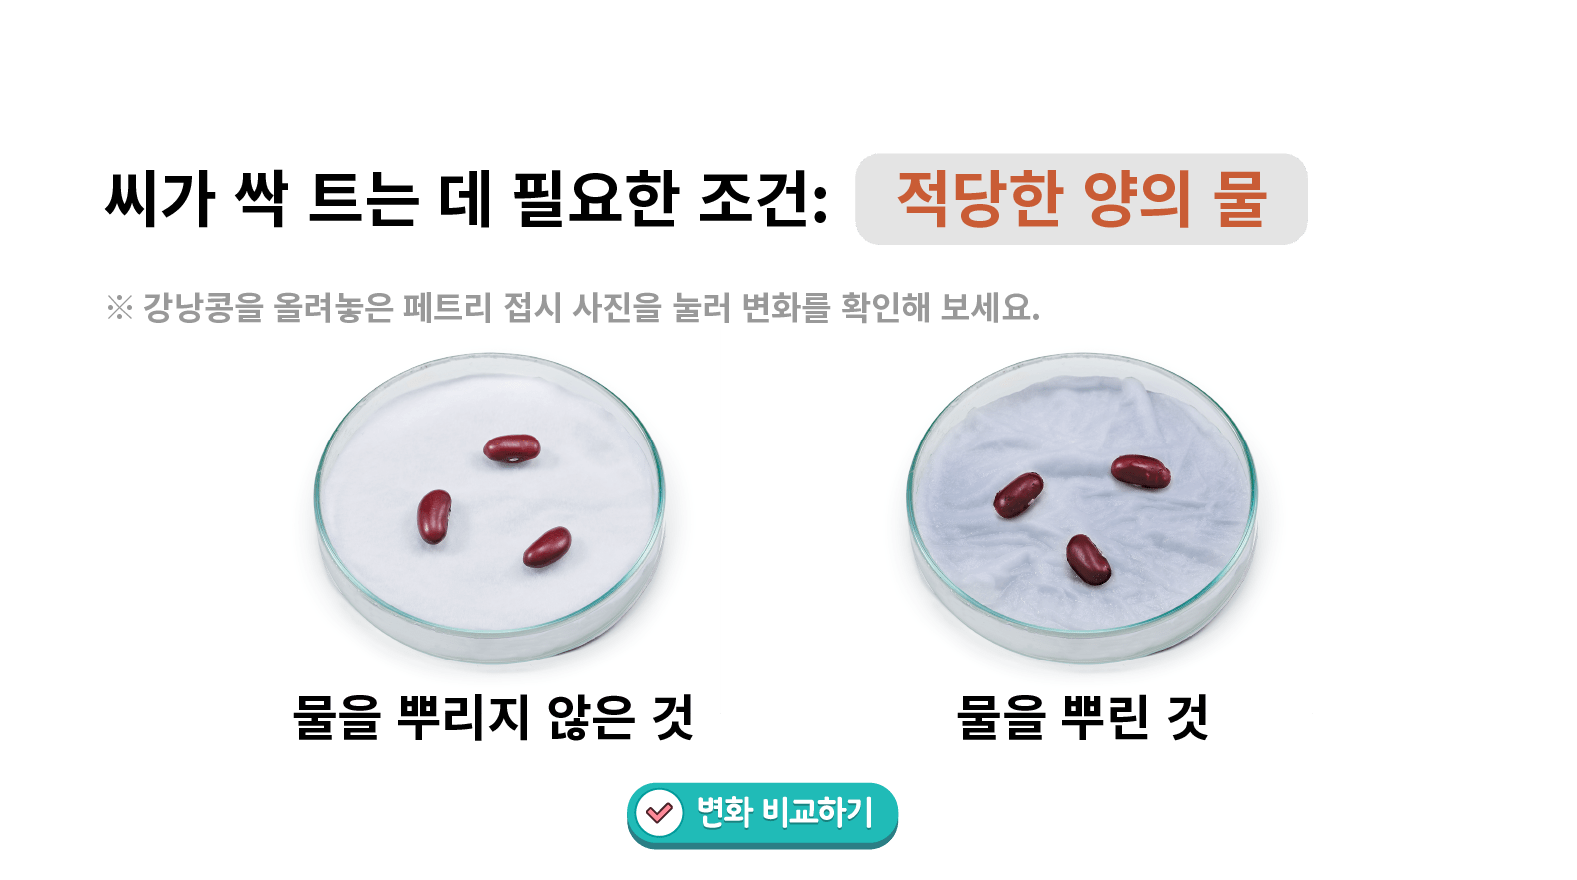 씨가 싹 트는 데 필요한 조건: 적당한 양의 물
※ 강낭콩을 올려놓은 페트리 접시 사진을 눌러 변화를 확인해 보세요.
물을 뿌리지 않은 것
물을 뿌린 것
변화 비교하기